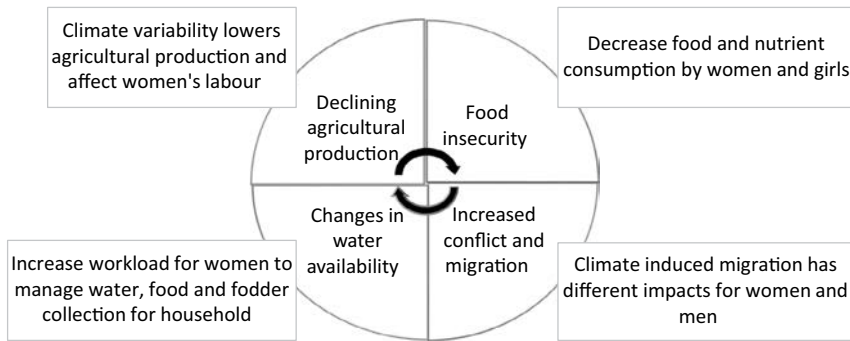 Climate variability lowers
agricultural production and
affect women's labour
Decrease food and nutrient
consumption by women and girls
Declining
agricultural
production
Food
insecurity
Changes in
water
availability
Increased
conflict and
migration
Increase workload for women to
manage water, food and fodder
collection for household
Climate induced migration has
different impacts for women and
men